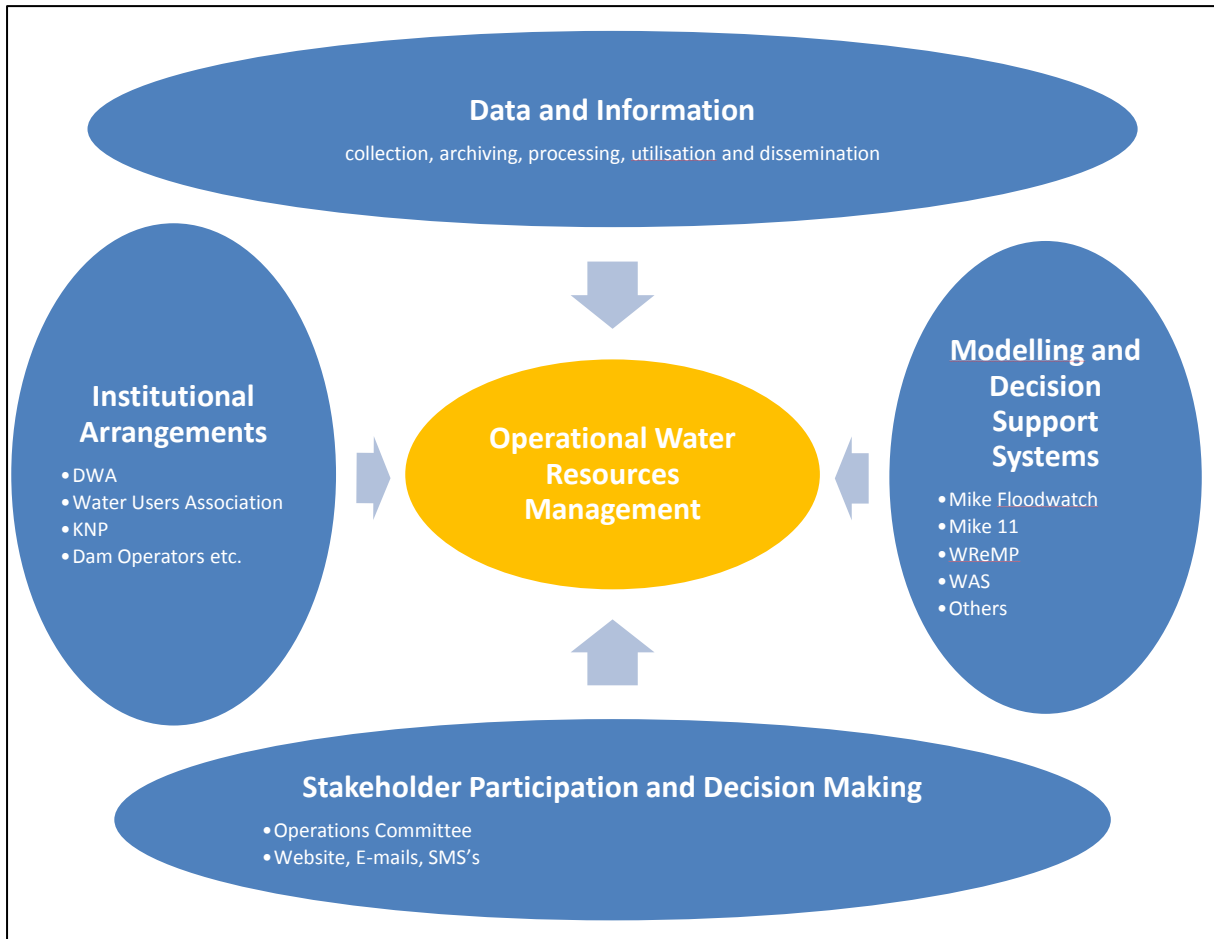 Data and Information
collection, archiving, processing, utilisation and dissemination
Institutional
Arrangements
•DWA
•Water Users Association
•KNP
•Dam Operators etc.
Operational Water
Resources
Management
Modelling and
Decision
Support
Systems
•Mike Floodwatch
•Mike 11
•WReMP
•WAS
•Others
Stakeholder Participation and Decision Making
•Operations Committee
•Website, E-mails, SMS’s